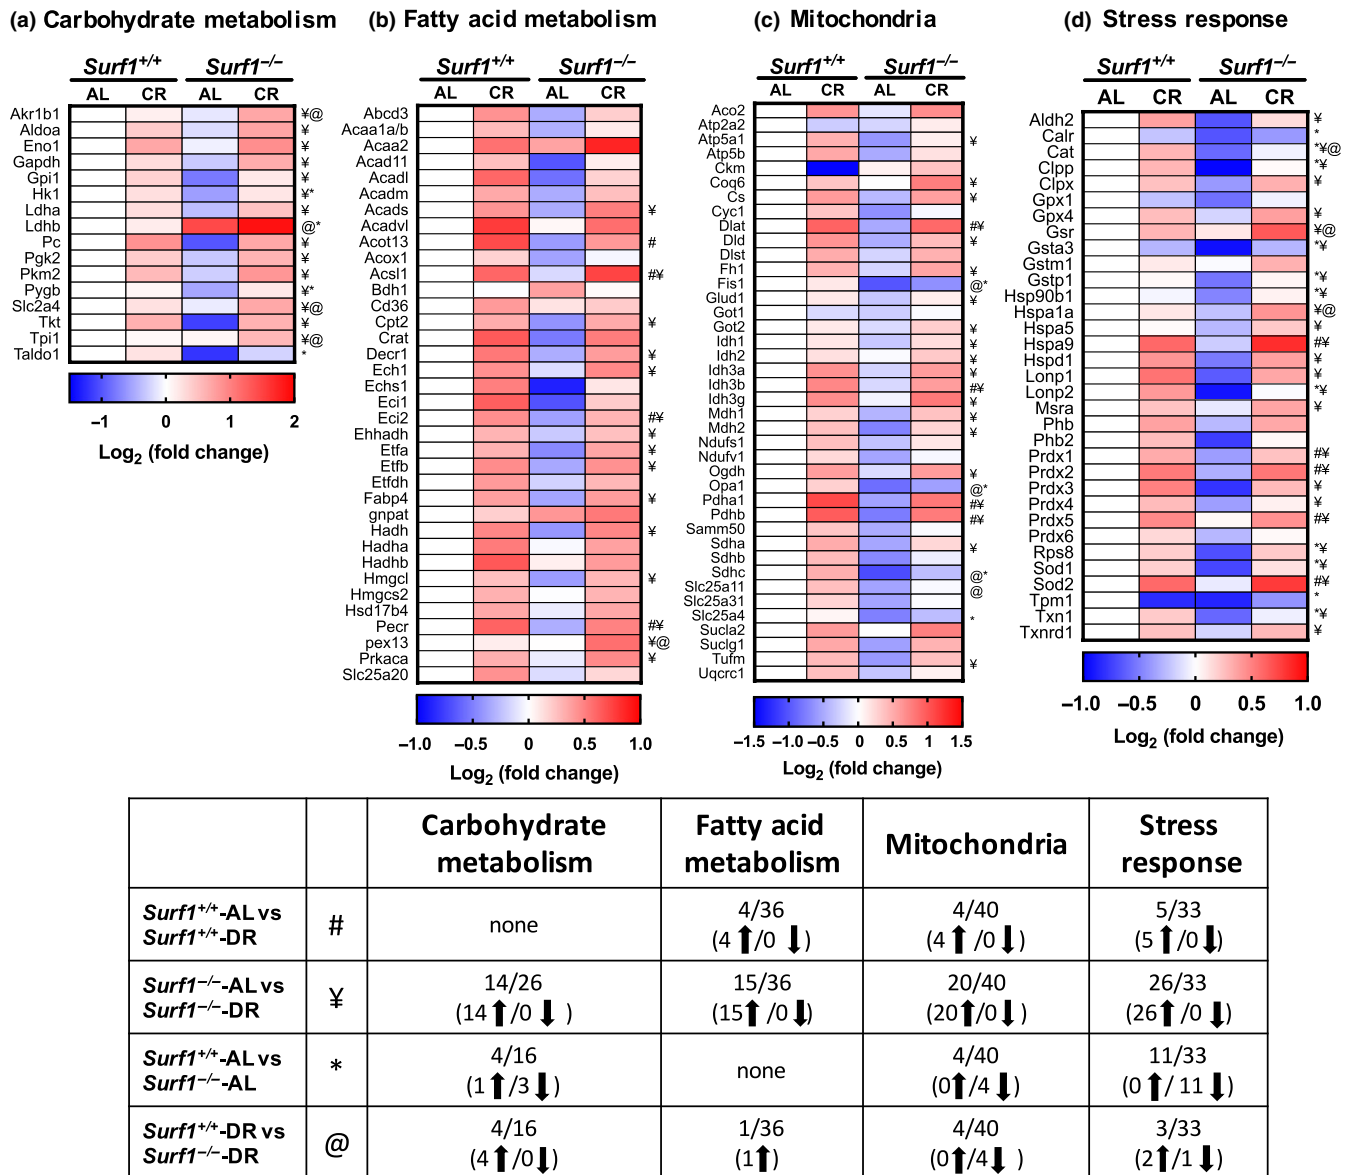 (a) Carbohydrate metabolism
Surf1+/+ Surf1−/−
AL CR AL CR
Akr1b1 ¥@
Aldoa ¥
Eno1 ¥
Gapdh ¥
Gpi1 ¥
Hk1 ¥*
Ldha ¥
Ldhb @*
Pc ¥
Pgk2 ¥
Pkm2 ¥
Pygb ¥*
Slc2a4 ¥@
Tkt ¥
Tpi1 ¥@
Taldo1 *
−1 0 1 2
Log2 (fold change)
(b) Fatty acid metabolism
Surf1+/+ Surf1−/−
AL CR AL CR
Abcd3
Acaa1a/b
Acaa2
Acad11
Acadl
Acadm
Acads ¥
Acadvl
Acot13 #
Acox1
Acsl1 #¥
Bdh1
Cd36
Cpt2 ¥
Crat
Decr1 ¥
Ech1 ¥
Echs1
Eci1
Eci2 #¥
Ehhadh ¥
Etfa ¥
Etfb ¥
Etfdh
Fabp4 ¥
gnpat
Hadh ¥
Hadha
Hadhb
Hmgcl ¥
Hmgcs2
Hsd17b4
Pecr #¥
pex13 ¥@
Prkaca ¥
Slc25a20
−1.0 −0.5 0 0.5 1.0
Log2 (fold change)
(c) Mitochondria
Surf1+/+ Surf1−/−
AL CR AL CR
Aco2
Atp2a2
Atp5a1 ¥
Atp5b
Ckm
Coq6 ¥
Cs ¥
Cyc1
Dlat #¥
Dld ¥
Dlst
Fh1 ¥
Fis1 @*
Glud1 ¥
Got1
Got2 ¥
Idh1 ¥
Idh2 ¥
Idh3a ¥
Idh3b #¥
Idh3g ¥
Mdh1 ¥
Mdh2 ¥
Ndufs1
Ndufv1
Ogdh ¥
Opa1 @*
Pdha1 #¥
Pdhb #¥
Samm50
Sdha ¥
Sdhb
Sdhc @*
Slc25a11 @
Slc25a31
Slc25a4 *
Sucla2
Suclg1
Tufm ¥
Uqcrc1
−1.5 −1.0 −0.5 0 0.5 1.0 1.5
Log2 (fold change)
(d) Stress response
Surf1+/+ Surf1−/−
AL CR AL CR
Aldh2 ¥
Calr *
Cat *¥@
Clpp *¥
Clpx ¥
Gpx1
Gpx4 ¥
Gsr ¥@
Gsta3 *¥
Gstm1
Gstp1 *¥
Hsp90b1 *¥
Hspa1a ¥@
Hspa5 ¥
Hspa9 #¥
Hspd1 ¥
Lonp1 ¥
Lonp2 *¥
Msra ¥
Phb
Phb2
Prdx1 #¥
Prdx2 #¥
Prdx3 ¥
Prdx4 ¥
Prdx5 #¥
Prdx6
Rps8 *¥
Sod1 *¥
Sod2 #¥
Tpm1 *
Txn1 *¥
Txnrd1 ¥
−1.0 −0.5 0 0.5 1.0
Log2 (fold change)
Carbohydrate metabolism Fatty acid metabolism Mitochondria Stress response
Surf1+/+-AL vs Surf1+/+-DR # none 4/36 4/40 5/33
(4 ⬆/0 ⬇) (4 ⬆/0 ⬇) (5 ⬆/0⬇)
Surf1−/−-AL vs Surf1−/−-DR ¥ 14/26 15/36 20/40 26/33
(14 ⬆/0 ⬇ ) (15⬆/0⬇) (20⬆/0⬇) (26⬆/0 ⬇)
Surf1+/+-AL vs Surf1−/−-AL * 4/16 none 4/40 11/33
(1 ⬆/3 ⬇) (0⬆/4 ⬇) (0 ⬆/ 11 ⬇)
Surf1+/+-DR vs Surf1−/−-DR @ 4/16 1/36 4/40 3/33
(4 ⬆/0⬇) (1⬆) (0⬆/4⬇) (2⬆/1 ⬇)